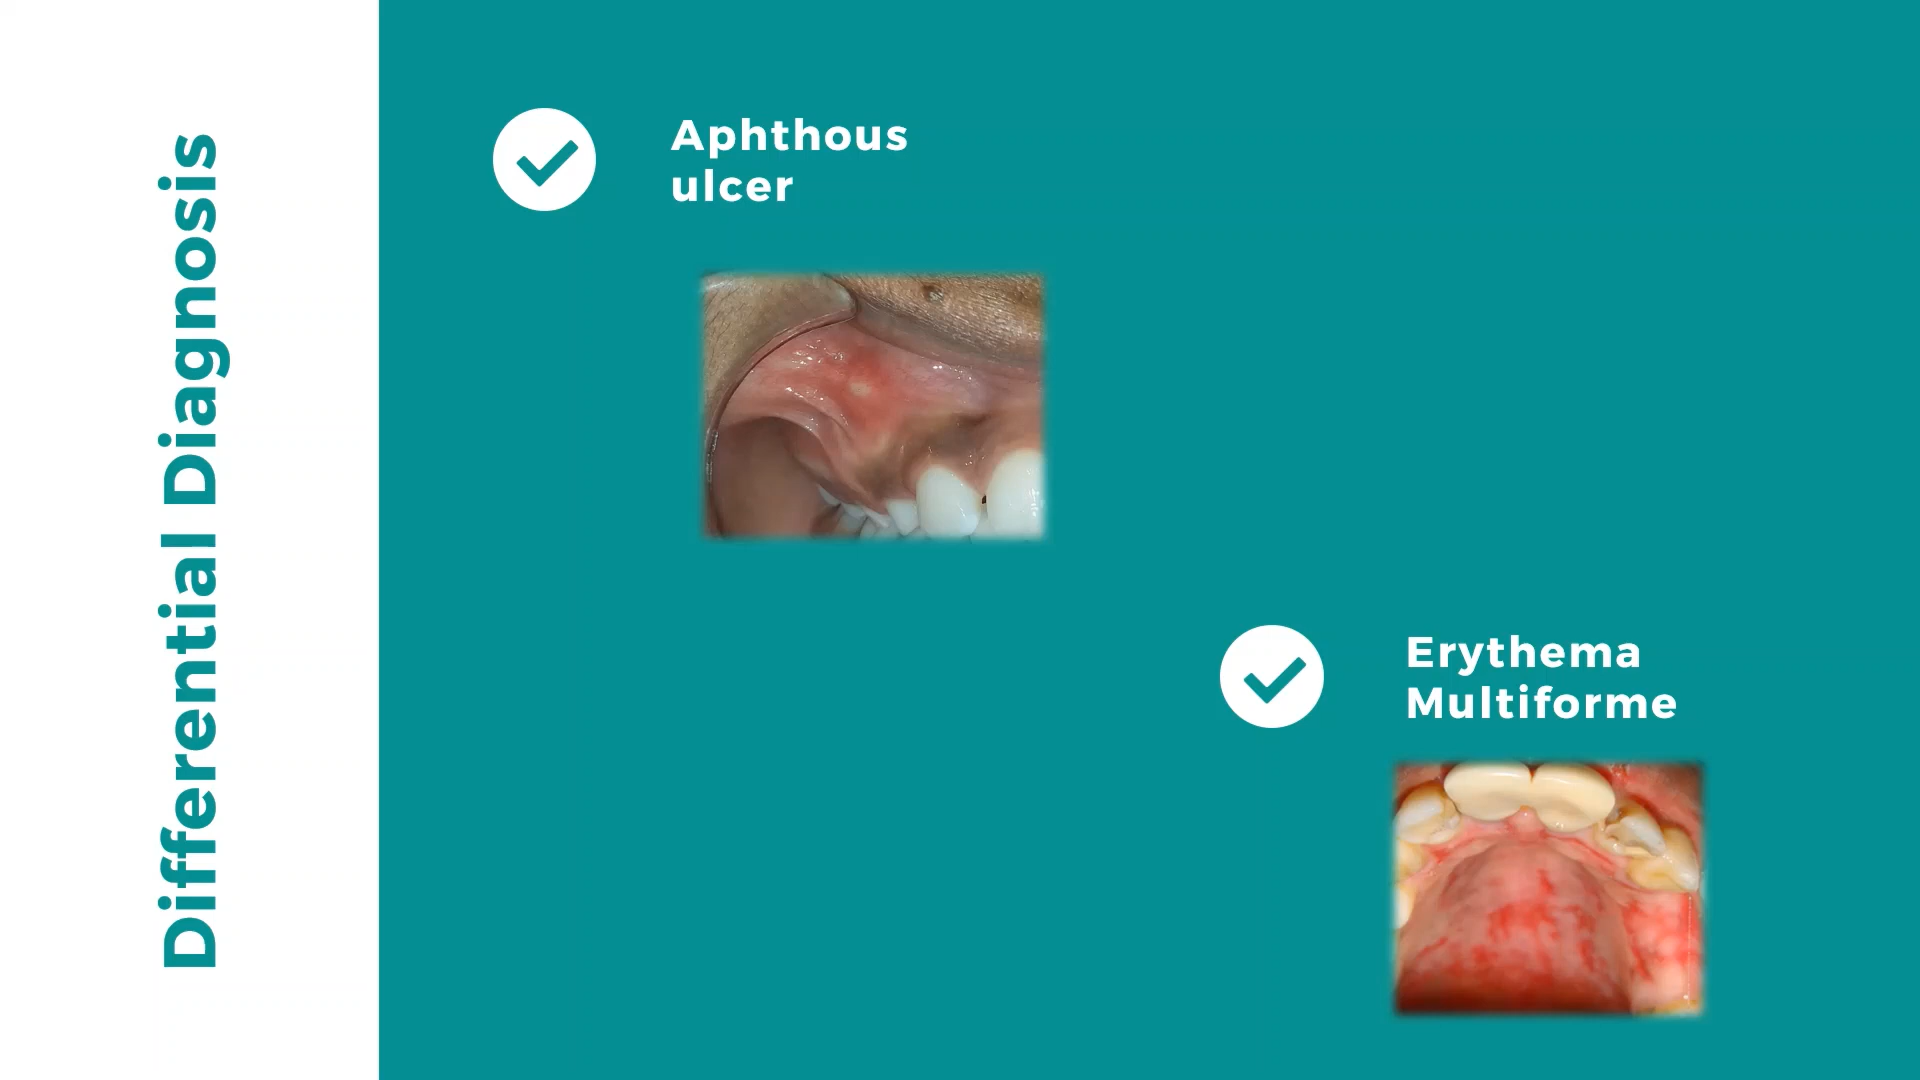 Differential Diagnosis
Aphthous
ulcer
Erythema
Multiforme